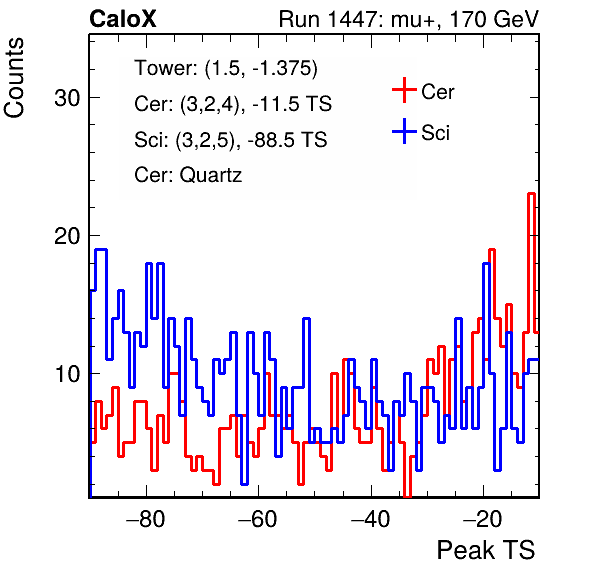 CaloX Run 1447: mu+, 170 GeV
Counts
Tower: (1.5, -1.375)
Cer: (3,2,4), -11.5 TS
Sci: (3,2,5), -88.5 TS
Cer: Quartz
Cer
Sci
30
20
10
−80 −60 −40 −20
Peak TS